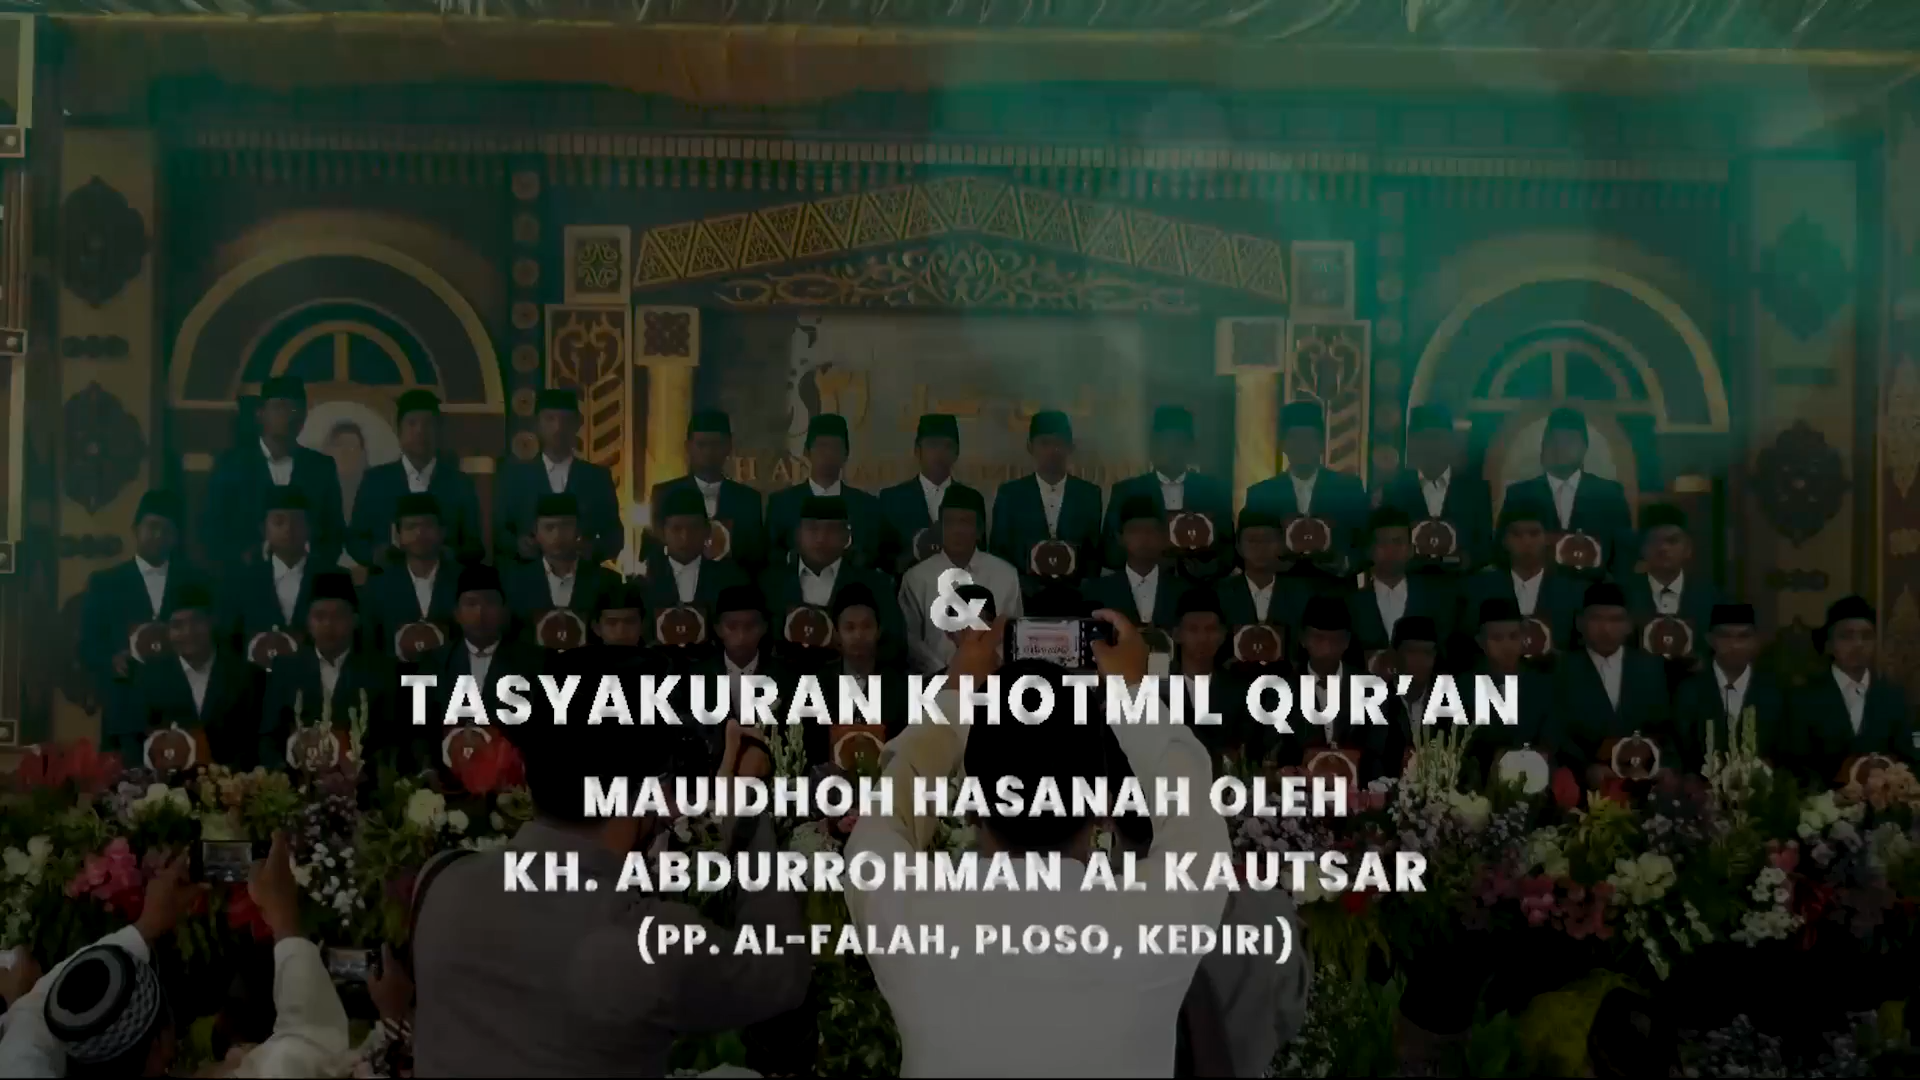 &
TASYAKURAN KHOTMIL QUR'AN
MAUIDHOH HASANAH OLEH
KH. ABDURROHMAN AL KAUTSAR
(PP. AL-FALAH, PLOSO, KEDIRI)